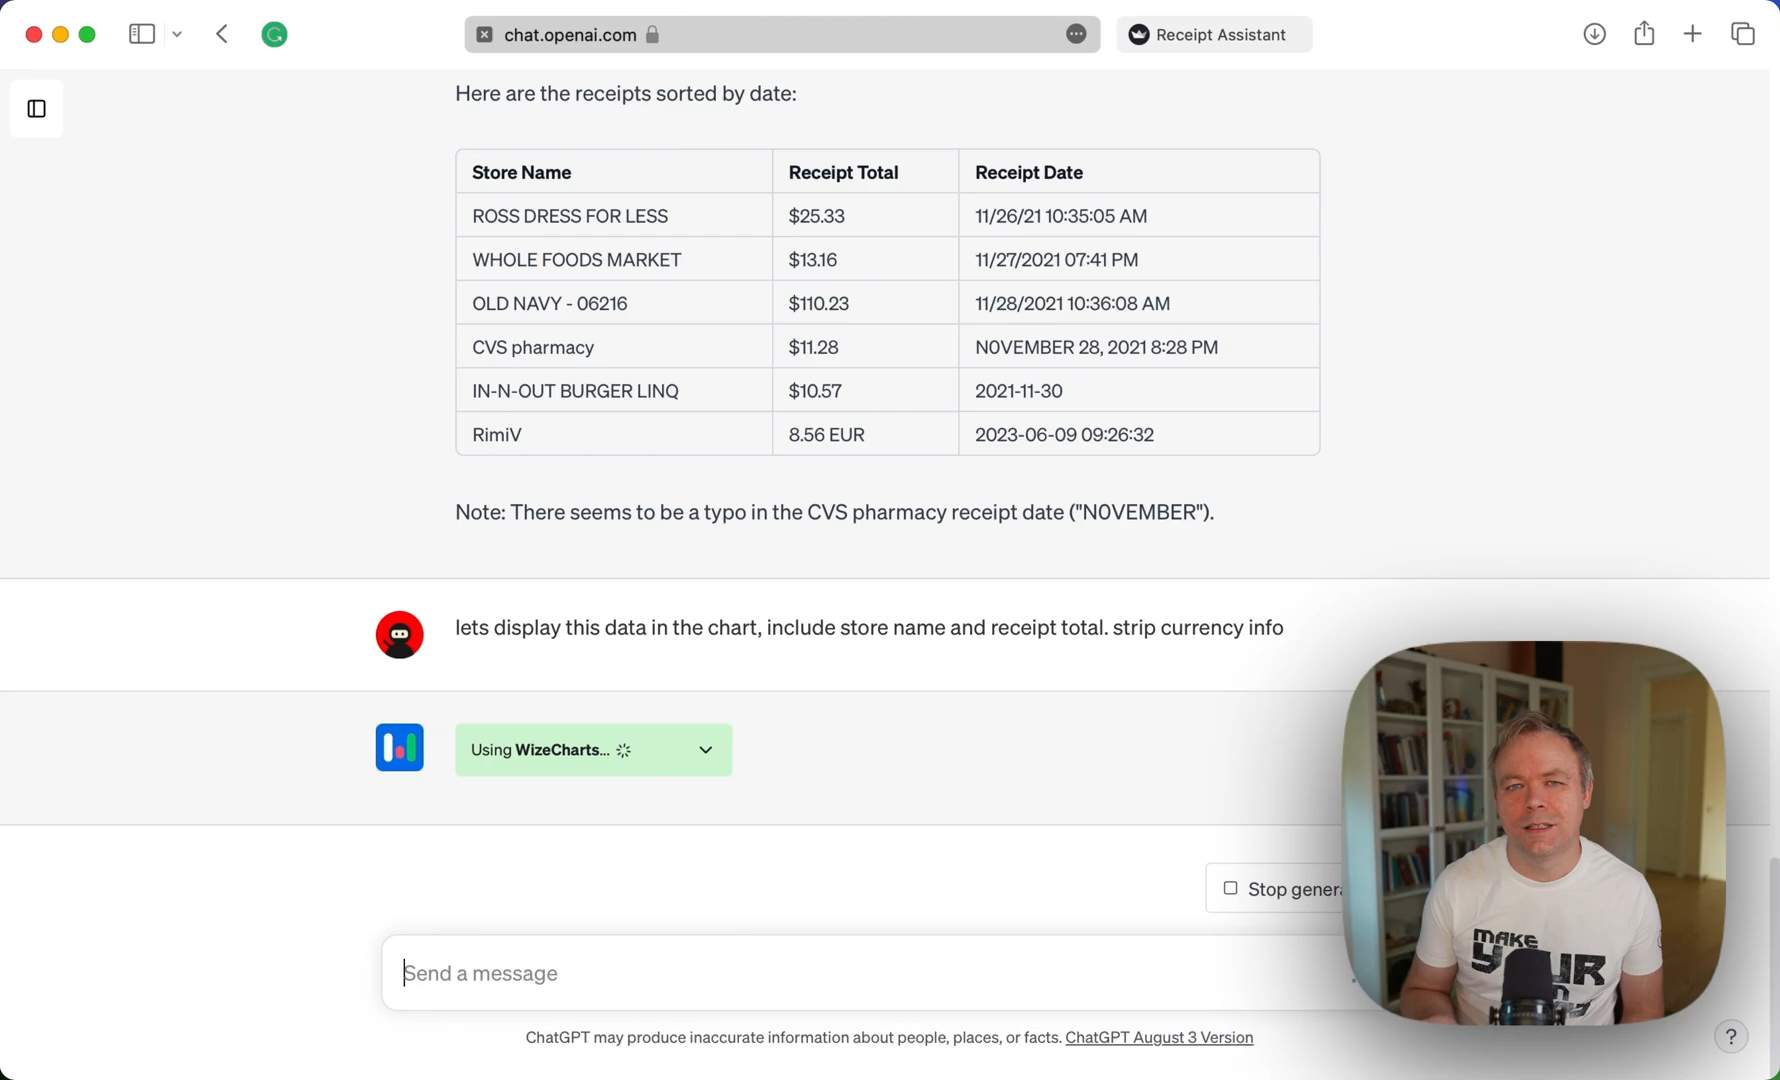 chat.openai.com
Receipt Assistant
Here are the receipts sorted by date:
Store Name Receipt Total Receipt Date
ROSS DRESS FOR LESS $25.33 11/26/21 10:35:05 AM
WHOLE FOODS MARKET $13.16 11/27/2021 07:41 PM
OLD NAVY - 06216 $110.23 11/28/2021 10:36:08 AM
CVS pharmacy $11.28 N0VEMBER 28, 2021 8:28 PM
IN-N-OUT BURGER LINQ $10.57 2021-11-30
RimiV 8.56 EUR 2023-06-09 09:26:32
Note: There seems to be a typo in the CVS pharmacy receipt date ("N0VEMBER").
lets display this data in the chart, include store name and receipt total. strip currency info
Using WizeCharts...
Stop genera
MAKE
YOUR
Send a message
ChatGPT may produce inaccurate information about people, places, or facts. ChatGPT August 3 Version
?